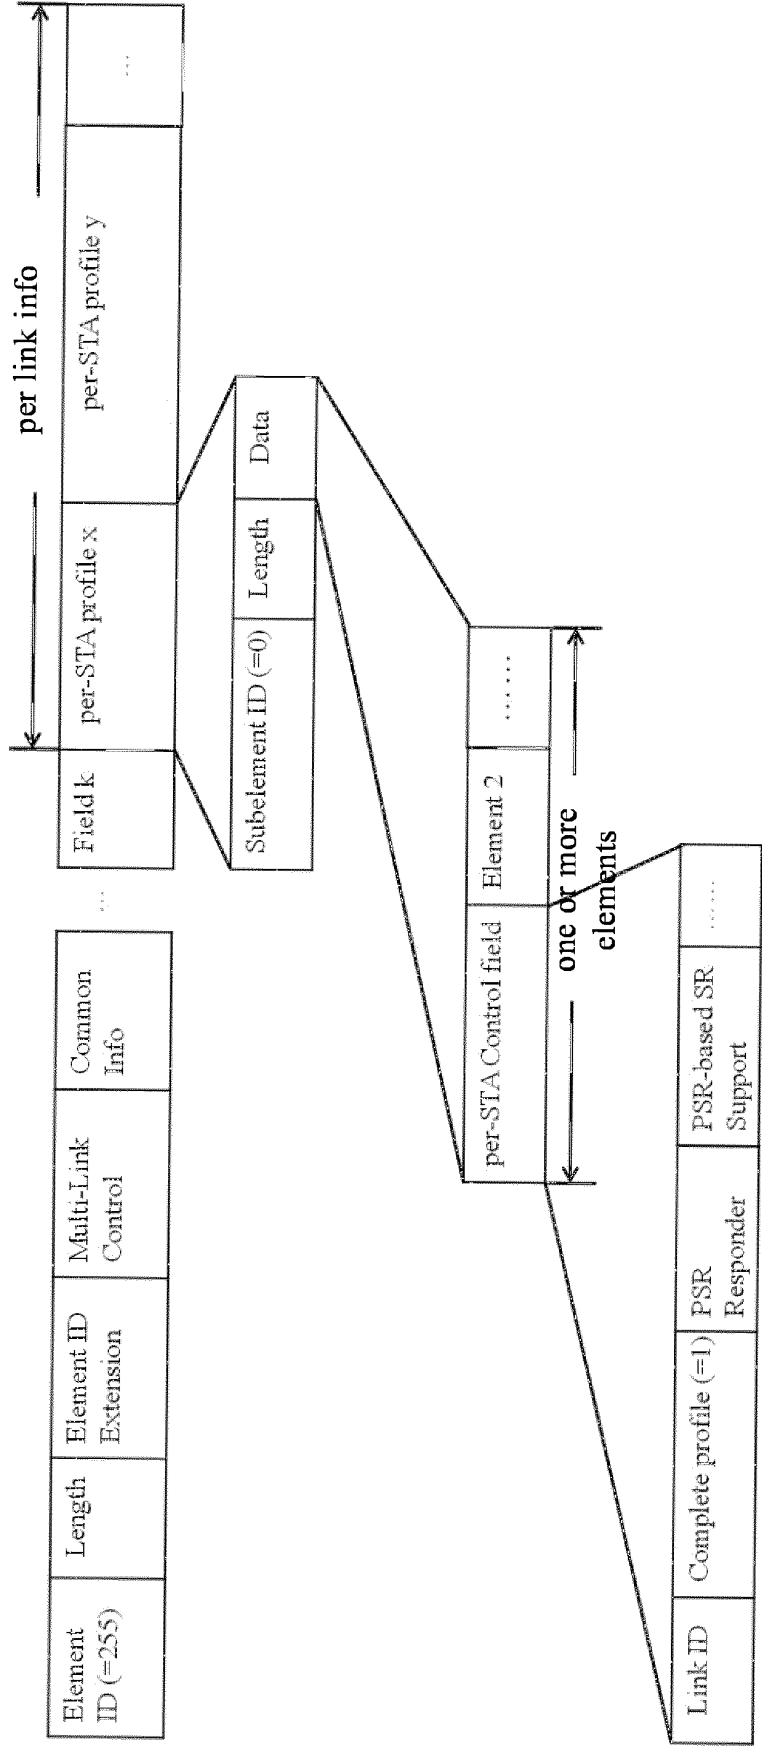 per link info
Element
ID (=255)
Length
Element ID
Extension
Multi-Link
Control
Common
Info
...
Field k
per-STA profile x
per-STA profile y
...
Subelement ID (=0)
Length
Data
per-STA Control field
Element 2
......
one or more
elements
Link ID
Complete profile (=1)
PSR
Responder
PSR-based SR
Support
......